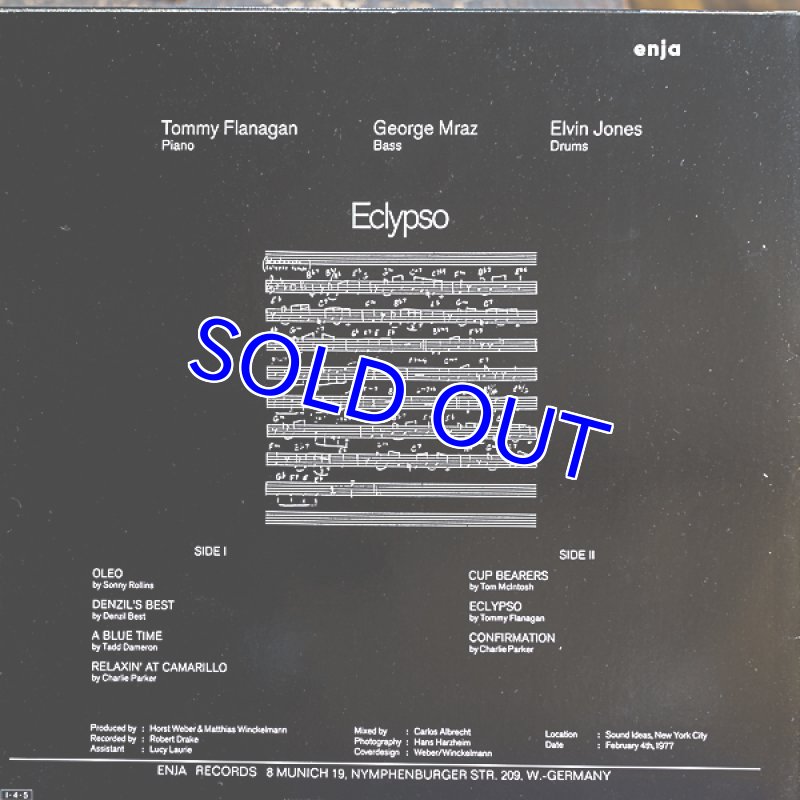 enja
Tommy Flanagan
Piano
George Mraz
Bass
Elvin Jones
Drums
Eclypso
SOLD OUT
SIDE I
OLEO
by Sonny Rollins
DENZIL'S BEST
by Denzil Best
A BLUE TIME
by Tadd Dameron
RELAXIN' AT CAMARILLO
by Charlie Parker
SIDE II
CUP BEARERS
by Tom McIntosh
ECLYPSO
by Tommy Flanagan
CONFIRMATION
by Charlie Parker
Produced by : Horst Weber & Matthias Winckelmann
Recorded by : Robert Drake
Assistant : Lucy Laurie
Mixed by : Carlos Albrecht
Photography : Hans Harzheim
Coverdesign : Weber/Winckelmann
Location : Sound Ideas, New York City
Date : February 4th, 1977
ENJA RECORDS 8 MUNICH 19, NYMPHENBURGER STR. 209, W.-GERMANY
I-4-5